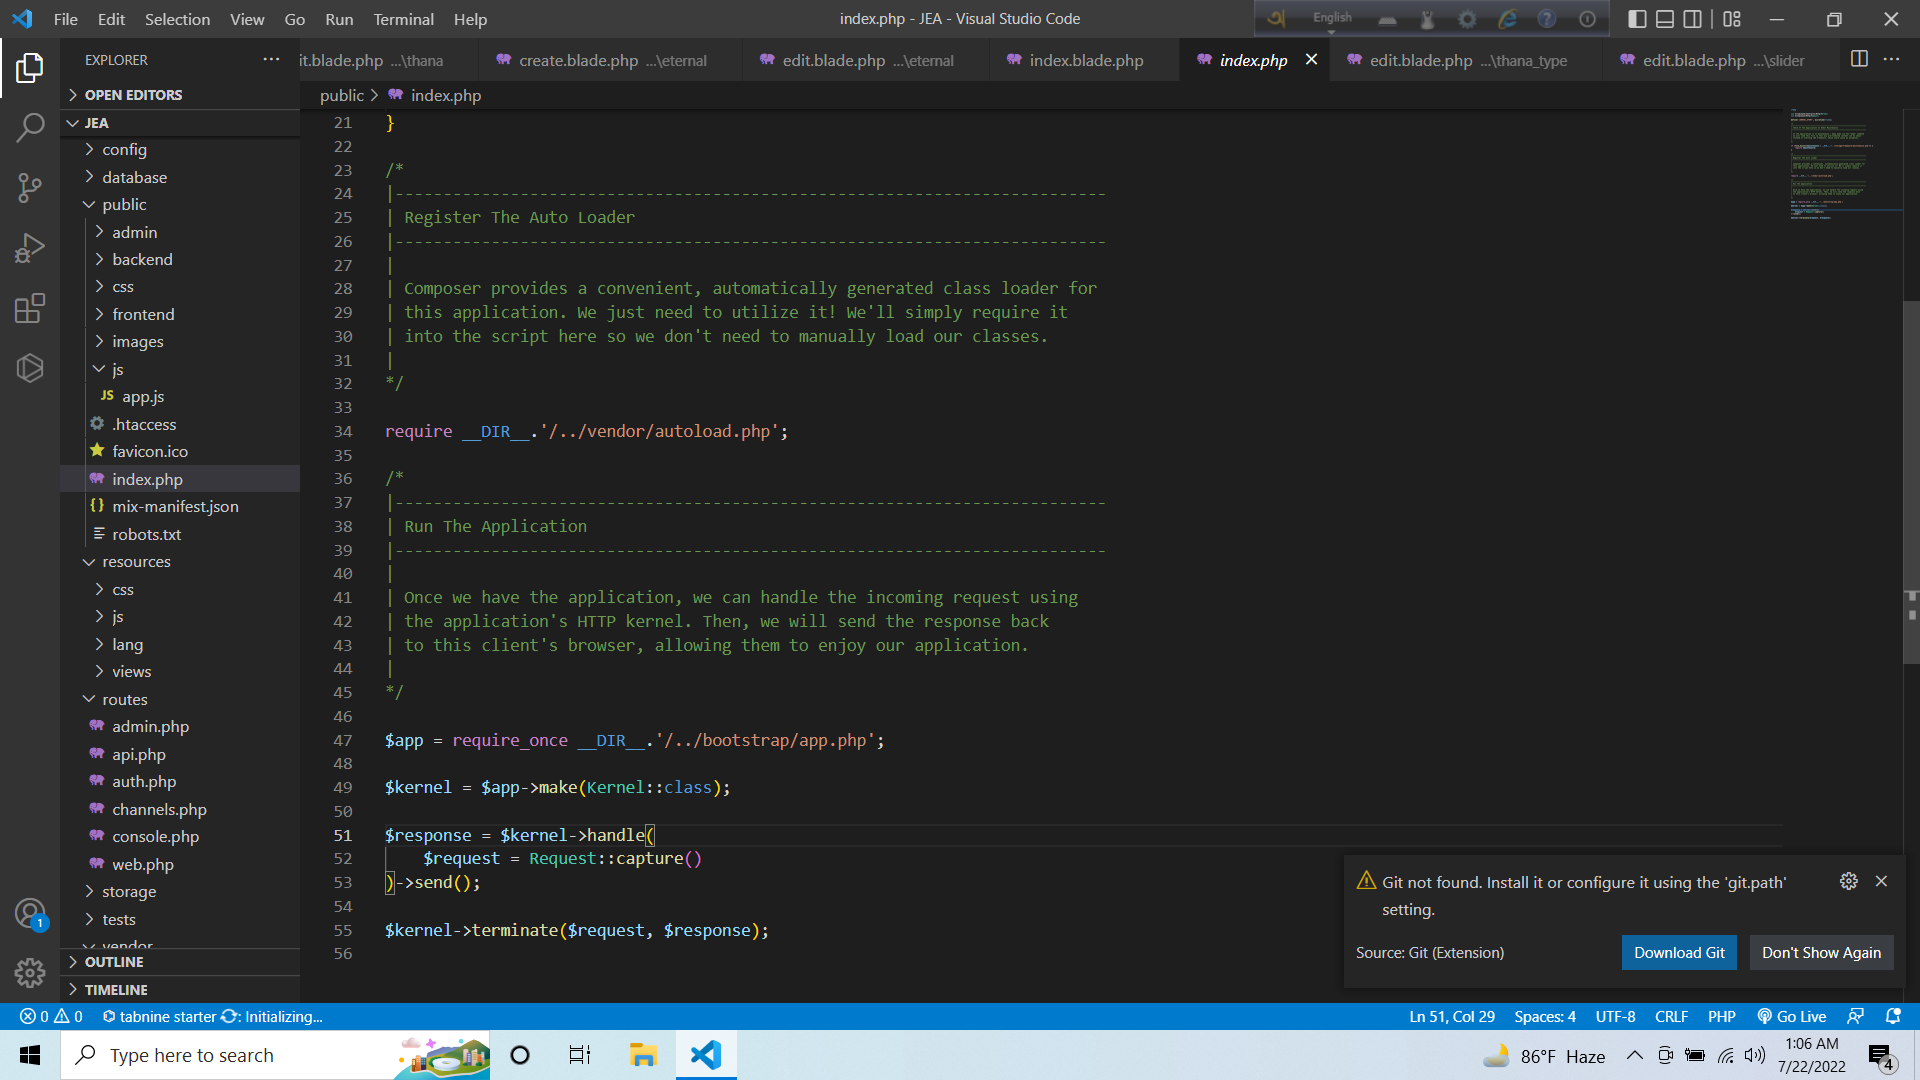 File Edit Selection View Go Run Terminal Help
index.php - JEA - Visual Studio Code
English
EXPLORER
OPEN EDITORS
JEA
config
database
public
admin
backend
css
frontend
images
js
JS app.js
.htaccess
favicon.ico
index.php
{} mix-manifest.json
robots.txt
resources
css
js
lang
views
routes
admin.php
api.php
auth.php
channels.php
console.php
web.php
storage
tests
vendor
OUTLINE
TIMELINE
1
it.blade.php ...\thana
create.blade.php ...\eternal
edit.blade.php ...\eternal
index.blade.php
index.php
edit.blade.php ...\thana_type
edit.blade.php ...\slider
public > index.php
21 }
22
23 /*
24 |--------------------------------------------------------------------------
25 | Register The Auto Loader
26 |--------------------------------------------------------------------------
27 |
28 | Composer provides a convenient, automatically generated class loader for
29 | this application. We just need to utilize it! We'll simply require it
30 | into the script here so we don't need to manually load our classes.
31 |
32 */
33
34 require __DIR__.'/../vendor/autoload.php';
35
36 /*
37 |--------------------------------------------------------------------------
38 | Run The Application
39 |--------------------------------------------------------------------------
40 |
41 | Once we have the application, we can handle the incoming request using
42 | the application's HTTP kernel. Then, we will send the response back
43 | to this client's browser, allowing them to enjoy our application.
44 |
45 */
46
47 $app = require_once __DIR__.'/../bootstrap/app.php';
48
49 $kernel = $app->make(Kernel::class);
50
51 $response = $kernel->handle(
52     $request = Request::capture()
53 )->send();
54
55 $kernel->terminate($request, $response);
56
Git not found. Install it or configure it using the 'git.path'
setting.
Source: Git (Extension)
Download Git
Don't Show Again
0 0 tabnine starter : Initializing...
Ln 51, Col 29 Spaces: 4 UTF-8 CRLF PHP Go Live
Type here to search
86°F Haze
1:06 AM
7/22/2022
4